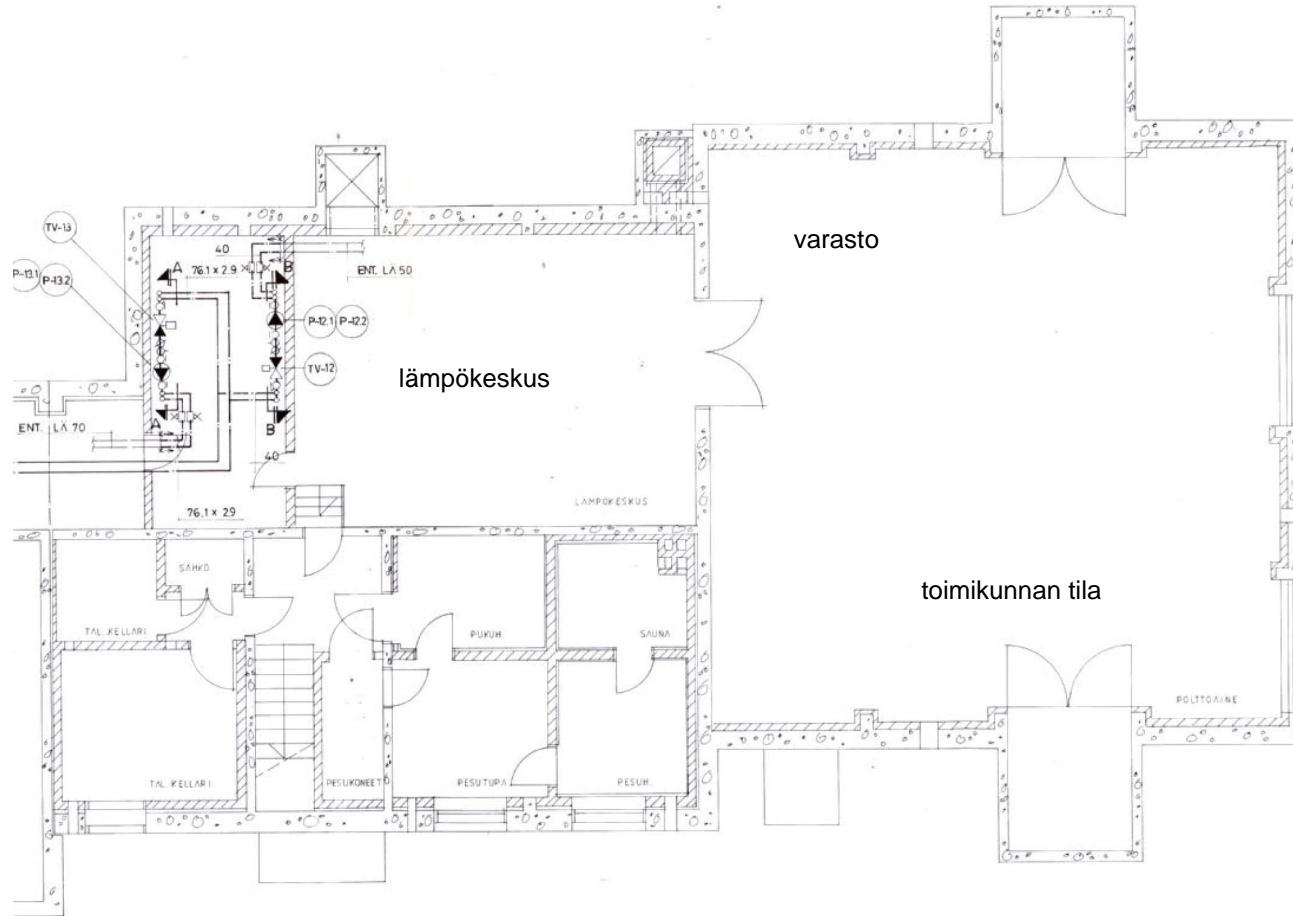 varasto
TV-13
40
A
76.1 x 2.9
B
ENT. LÄ 50
P-13.1
P-13.2
P-12.1
P-12.2
TV-12
lämpökeskus
A
B
ENT. LÄ 70
40
LÄMPÖKESKUS
76.1 x 2.9
SÄHKÖ
toimikunnan tila
TAL. KELLARI
PUKUH.
SAUNA
POLTTOAINE
TAL. KELLARI
PESUKONEET
PESUTUPA
PESUH.